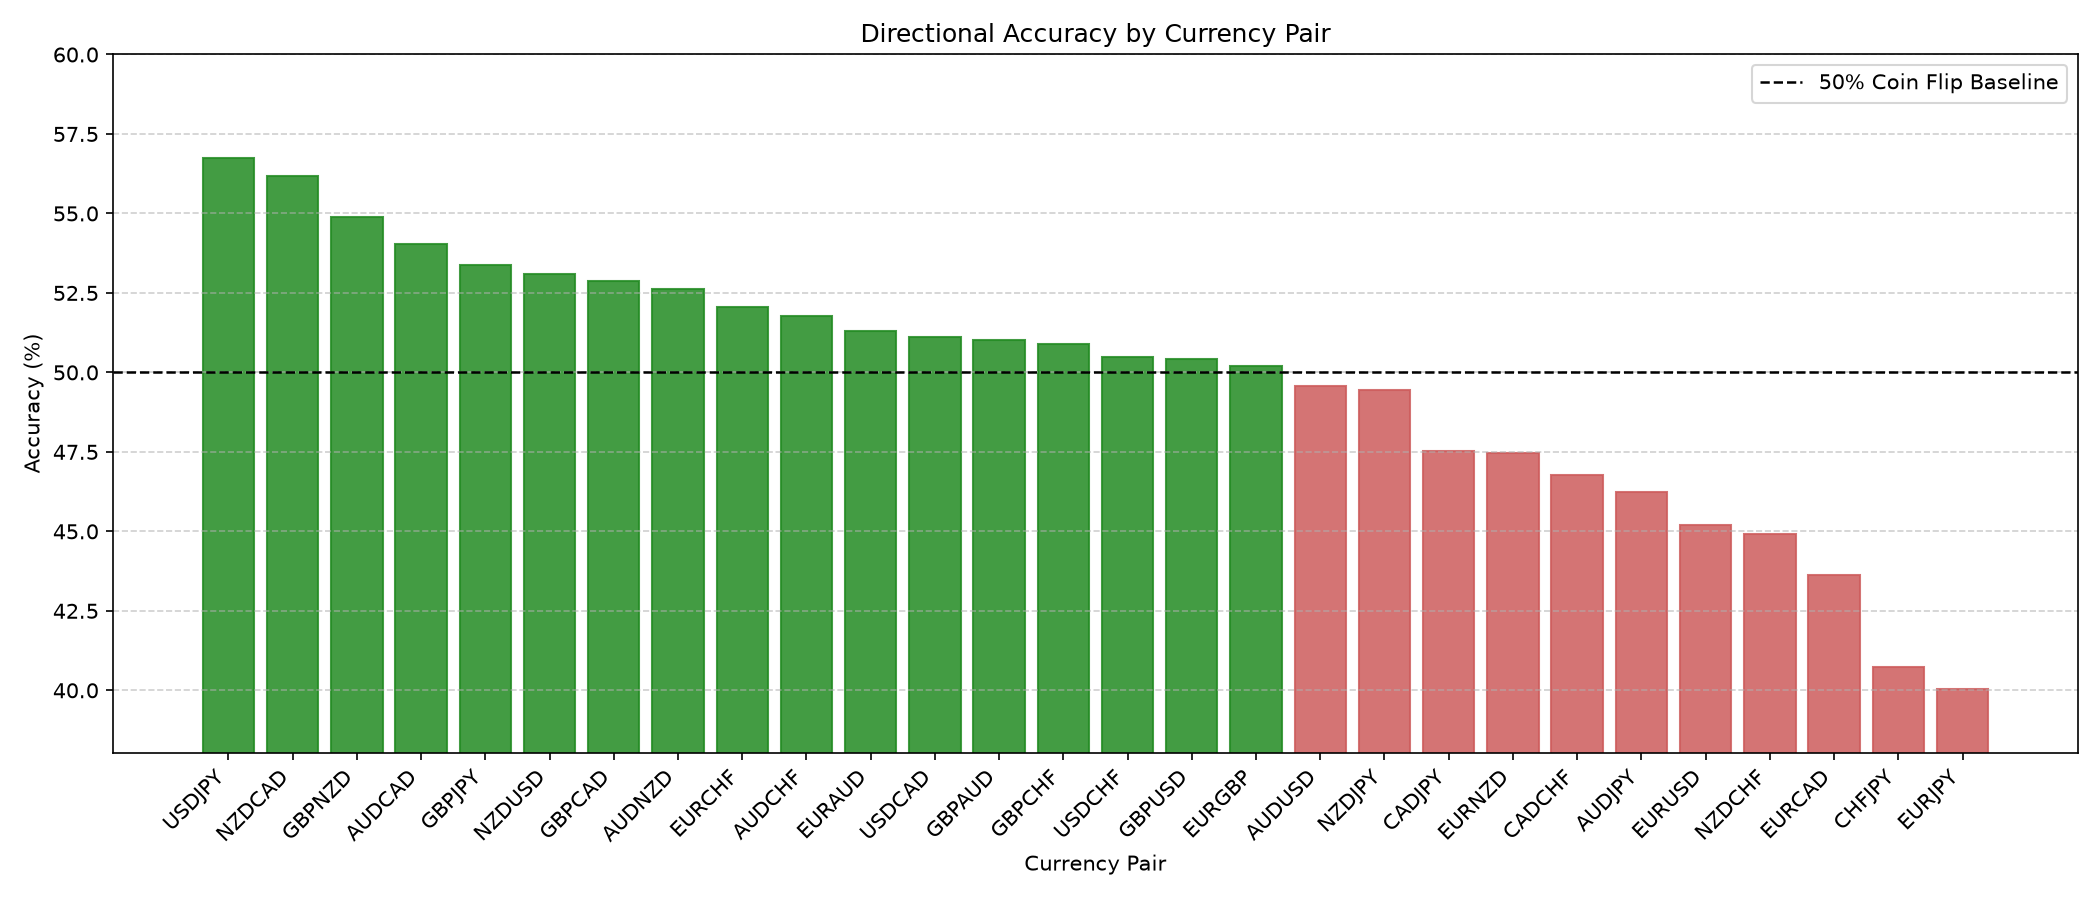 Directional Accuracy by Currency Pair
60.0
57.5
55.0
52.5
50.0
47.5
45.0
42.5
40.0
Accuracy (%)
50% Coin Flip Baseline
USDJPY
NZDCAD
GBPNZD
AUDCAD
GBPJPY
NZDUSD
GBPCAD
AUDNZD
EURCHF
AUDCHF
EURAUD
USDCAD
GBPAUD
GBPCHF
USDCHF
GBPUSD
EURGBP
AUDUSD
NZDJPY
CADJPY
EURNZD
CADCHF
AUDJPY
EURUSD
NZDCHF
EURCAD
CHFJPY
EURJPY
Currency Pair